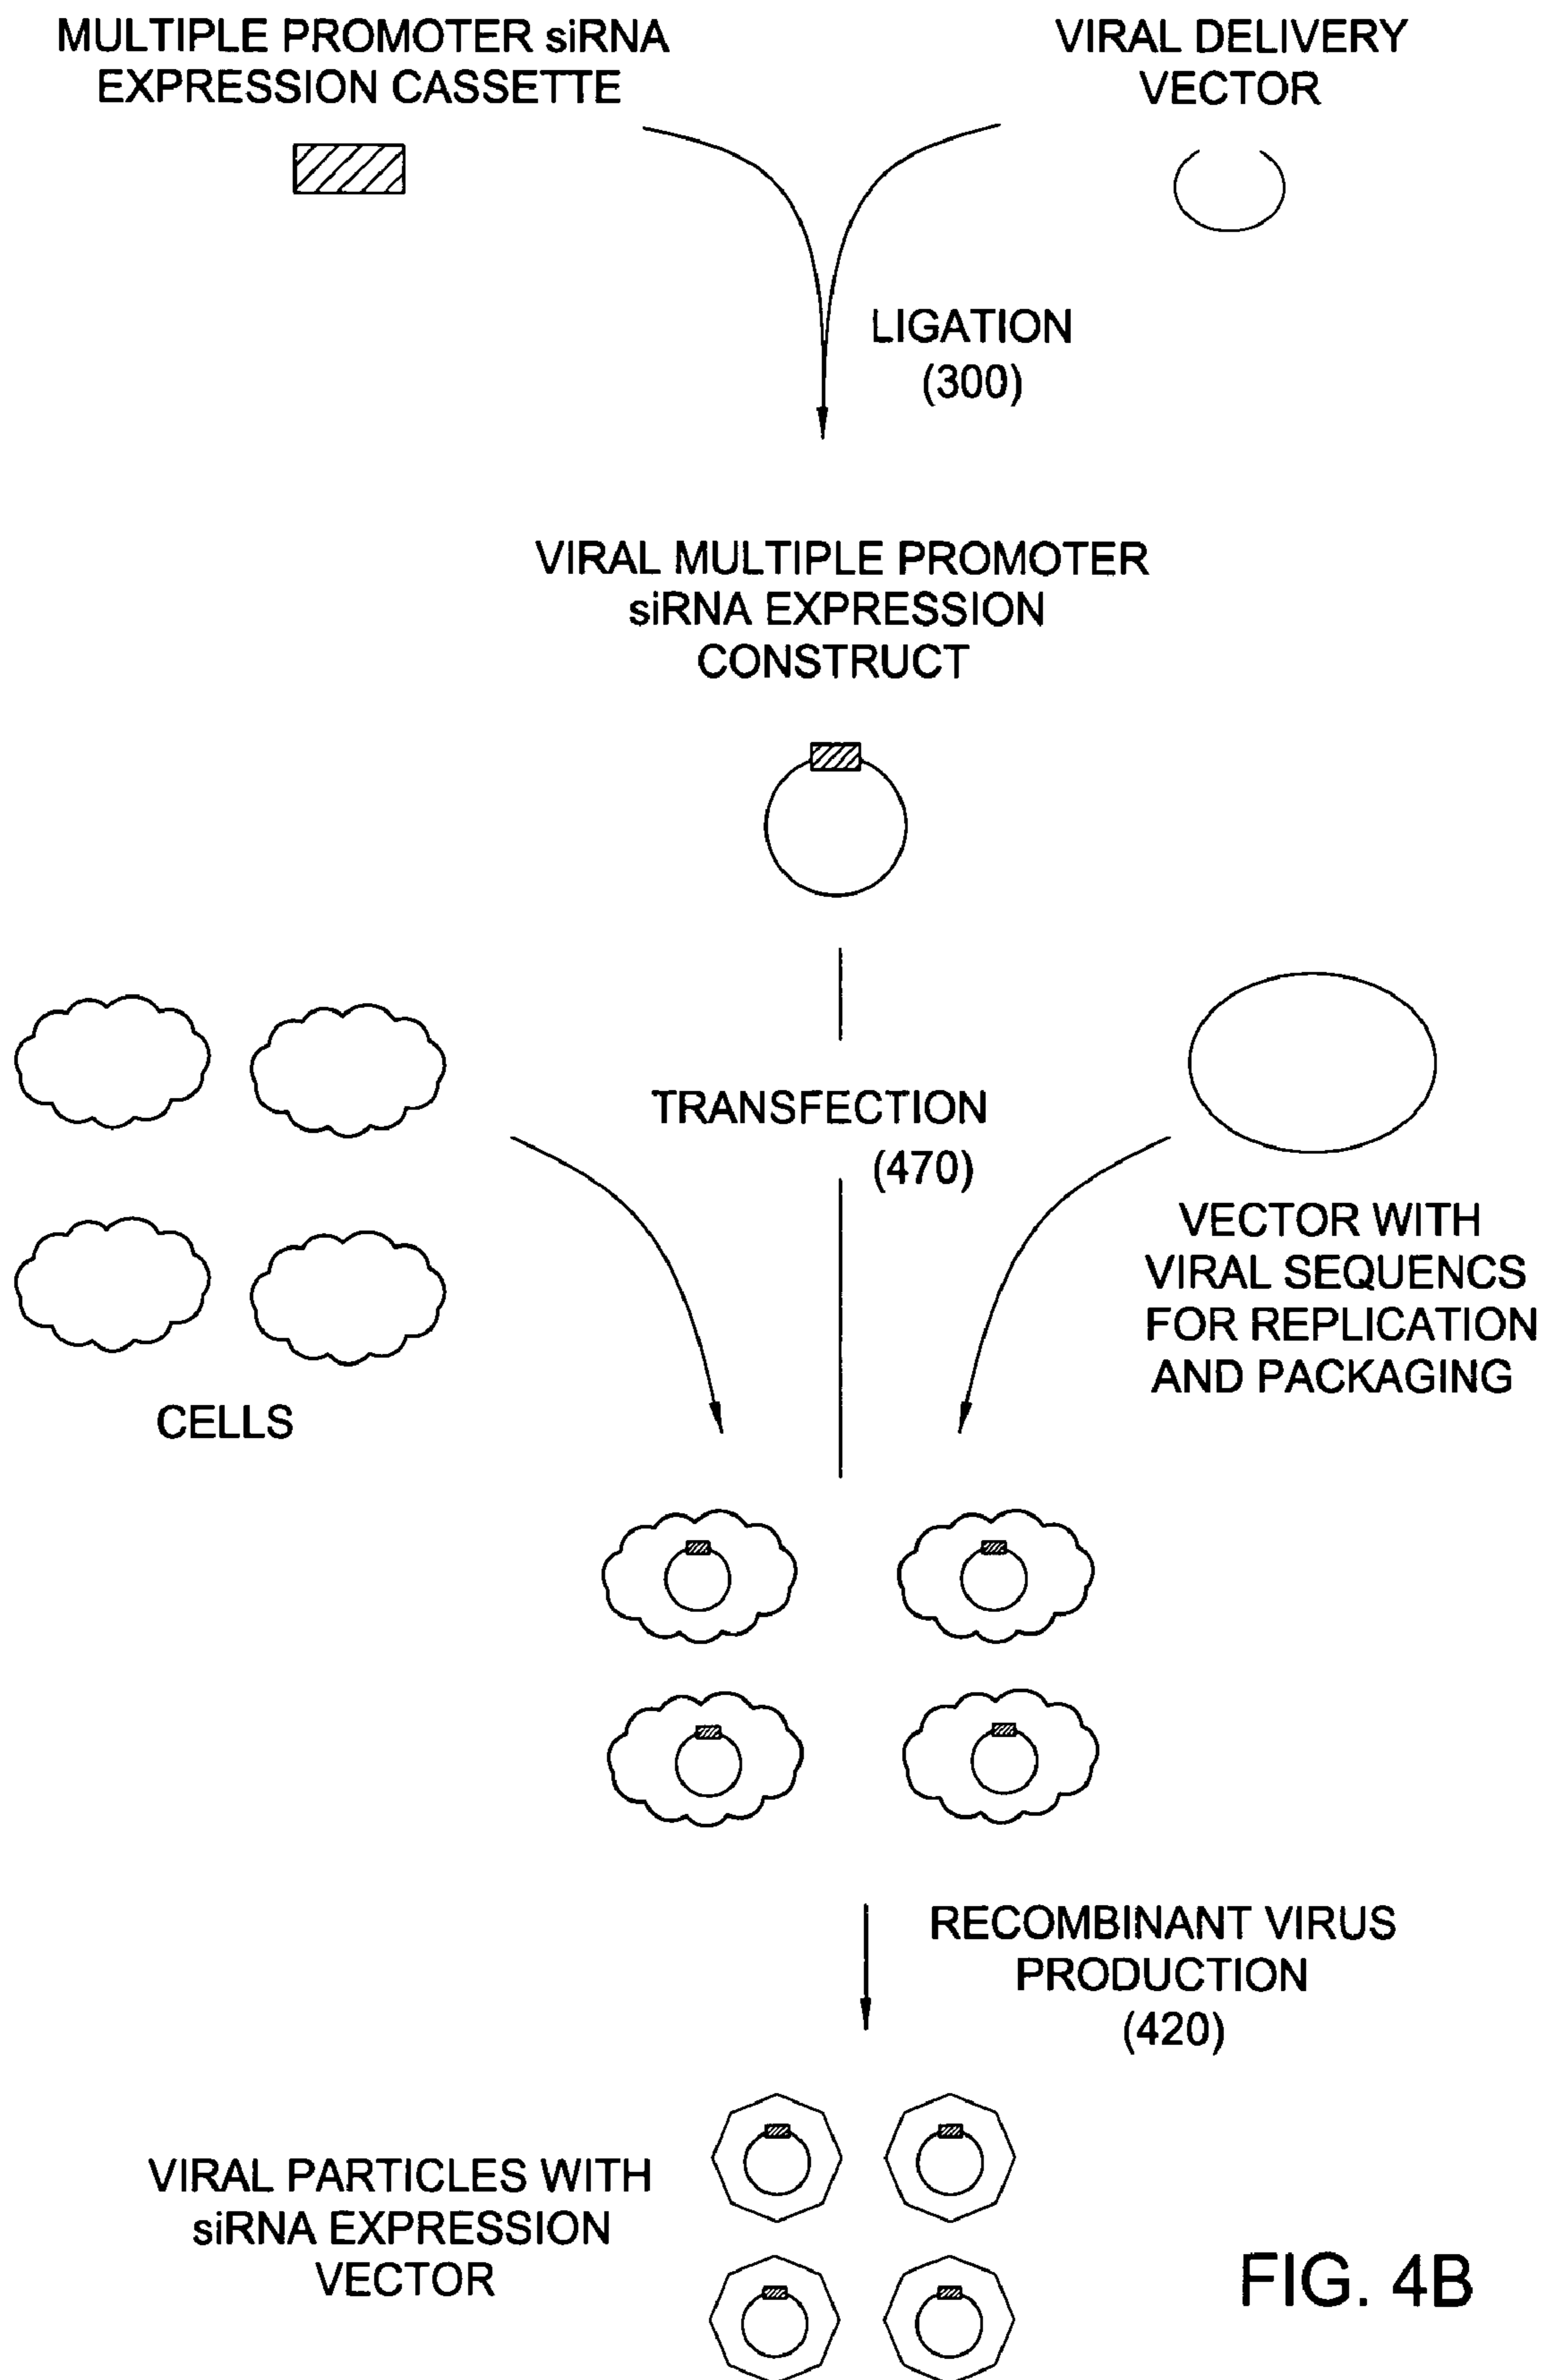 MULTIPLE PROMOTER siRNA
EXPRESSION CASSETTE
VIRAL DELIVERY
VECTOR
LIGATION
(300)
VIRAL MULTIPLE PROMOTER
siRNA EXPRESSION
CONSTRUCT
TRANSFECTION
(470)
CELLS
VECTOR WITH
VIRAL SEQUENCS
FOR REPLICATION
AND PACKAGING
RECOMBINANT VIRUS
PRODUCTION
(420)
VIRAL PARTICLES WITH
siRNA EXPRESSION
VECTOR
FIG. 4B